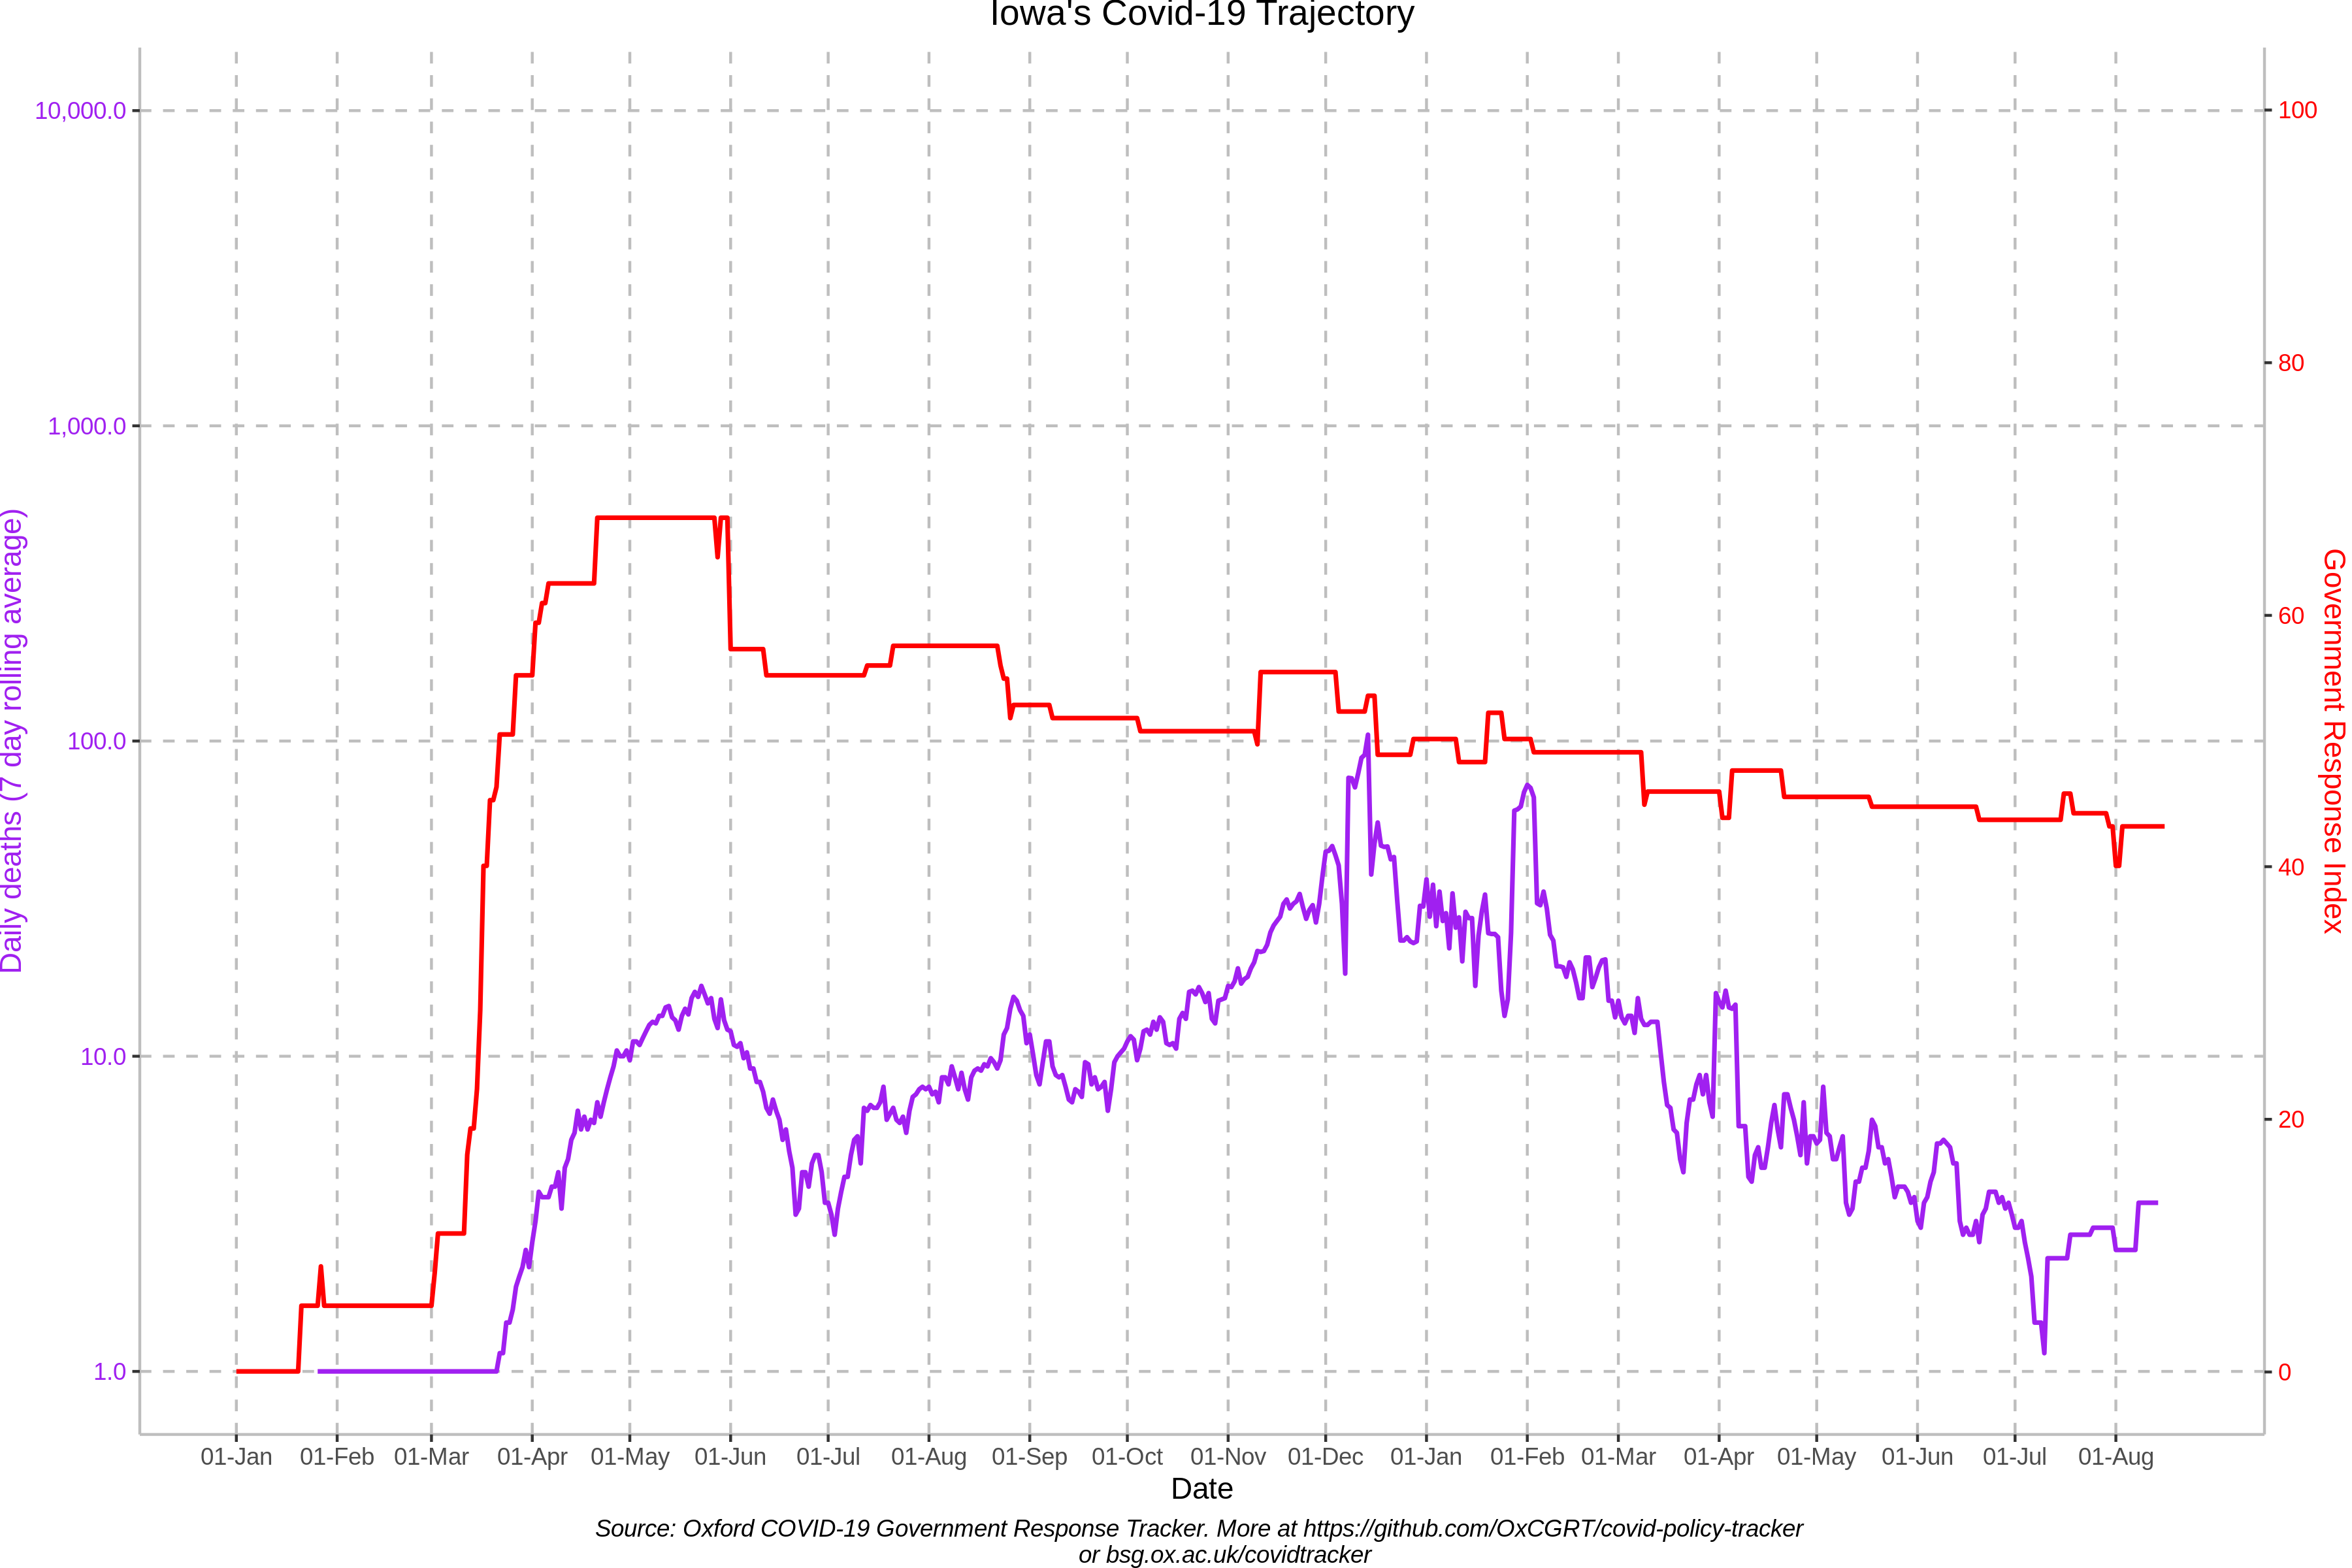 Iowa's Covid-19 Trajectory
10,000.0
1,000.0
100.0
10.0
1.0
Daily deaths (7 day rolling average)
100
80
60
40
20
0
Government Response Index
01-Jan 01-Feb 01-Mar 01-Apr 01-May 01-Jun 01-Jul 01-Aug 01-Sep 01-Oct 01-Nov 01-Dec 01-Jan 01-Feb 01-Mar 01-Apr 01-May 01-Jun 01-Jul 01-Aug
Date
Source: Oxford COVID-19 Government Response Tracker. More at https://github.com/OxCGRT/covid-policy-tracker
or bsg.ox.ac.uk/covidtracker